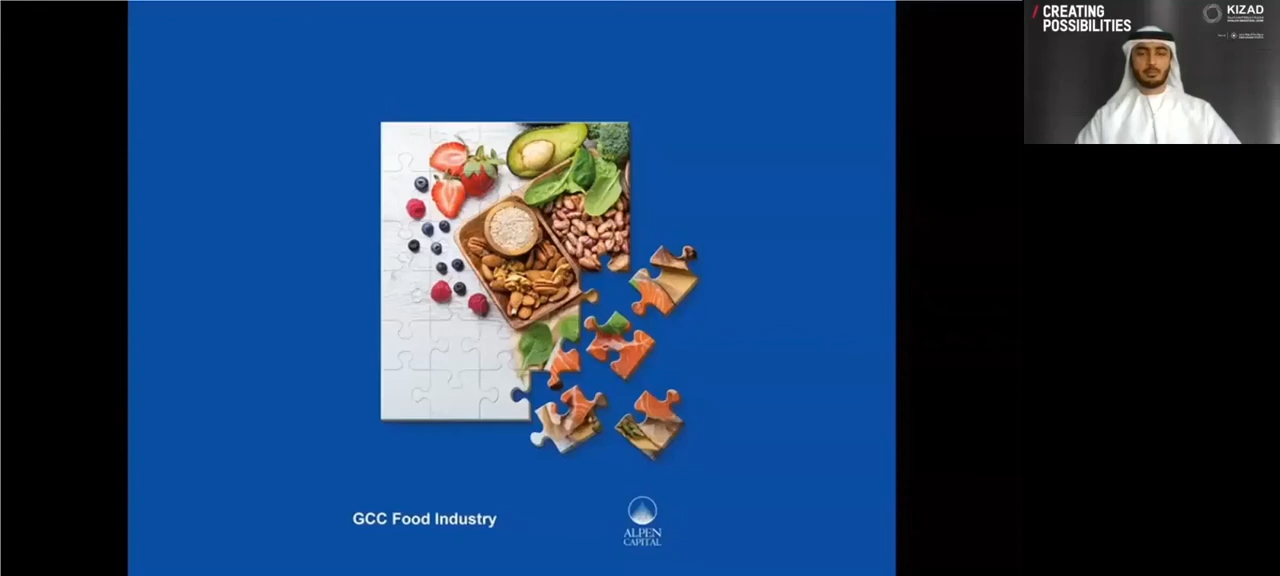 / CREATING
POSSIBILITIES
KIZAD
GCC Food Industry
ALPEN
CAPITAL